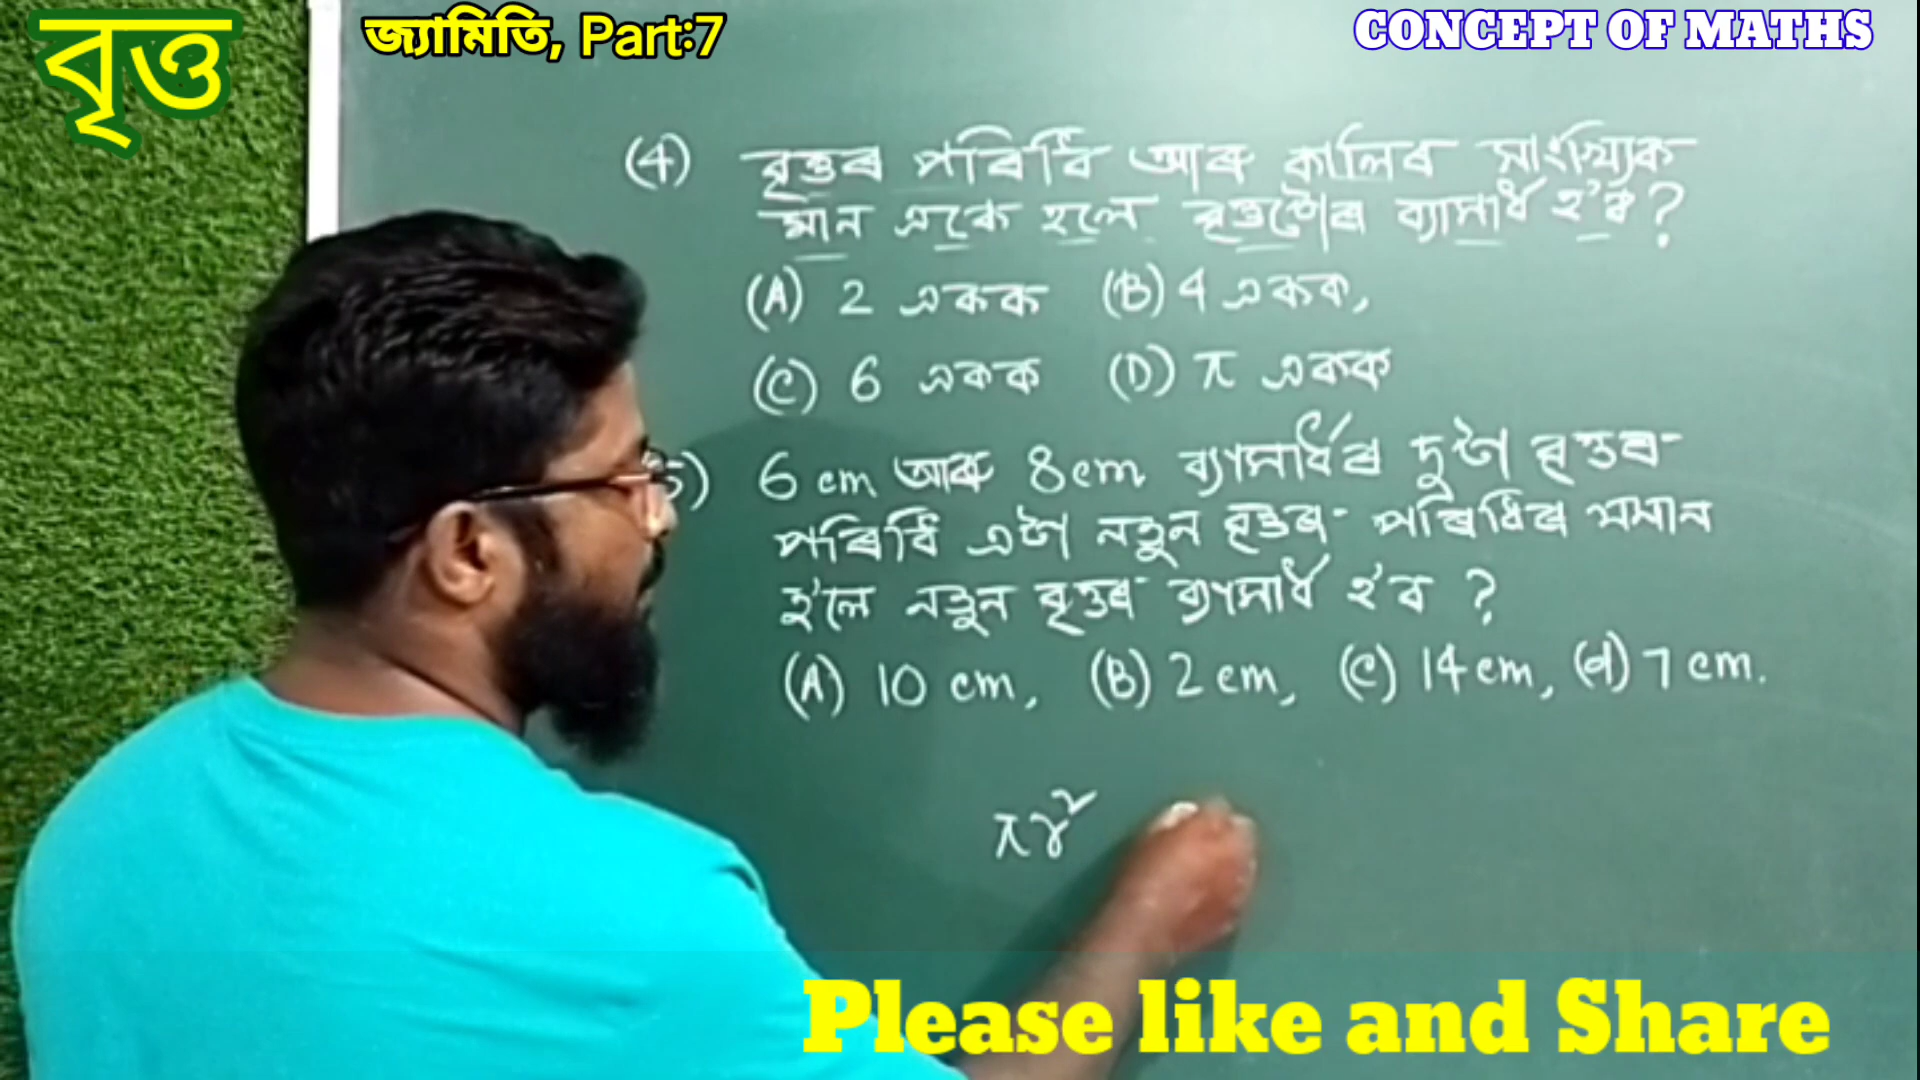 বৃত্ত
জ্যামিতি, Part:7
CONCEPT OF MATHS
(4) বৃত্তৰ পৰিধি আৰু কালিৰ সাংখ্যিক
মান একে হলে বৃত্তটোৰ ব্যাসাৰ্ধ হ'ব?
(A) 2 একক (B) 4 একক,
(C) 6 একক (D) π একক
5) 6 cm আৰু 8cm ব্যাসাৰ্ধৰ দুটা বৃত্তৰ
পৰিধি এটা নতুন বৃত্তৰ পৰিধিৰ সমান
হ'লে নতুন বৃত্তৰ ব্যাসাৰ্ধ হ'ব ?
(A) 10 cm, (B) 2 cm, (C) 14 cm, (d) 7 cm.
πr²
Please like and Share